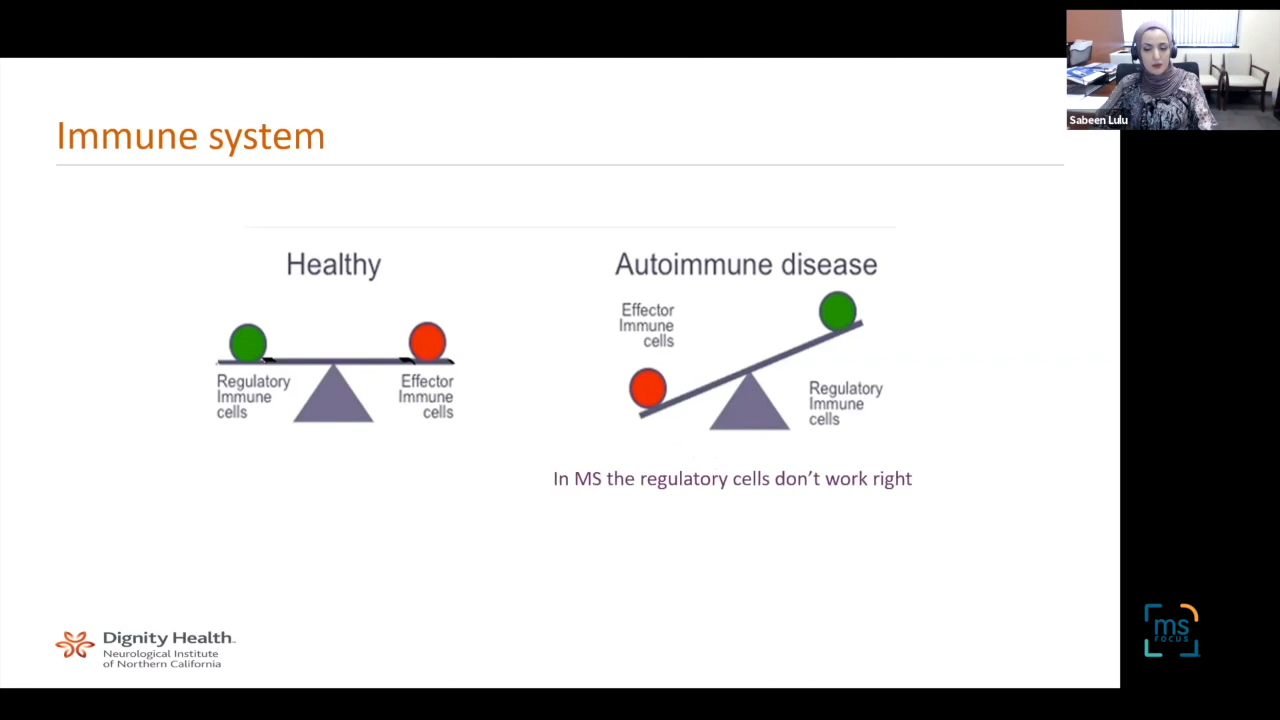 Sabeen Lulu
Immune system
Healthy
Regulatory
Immune
cells
Effector
Immune
cells
Autoimmune disease
Effector
Immune
cells
Regulatory
Immune
cells
In MS the regulatory cells don’t work right
Dignity Health™
Neurological Institute
of Northern California
ms
FOCUS